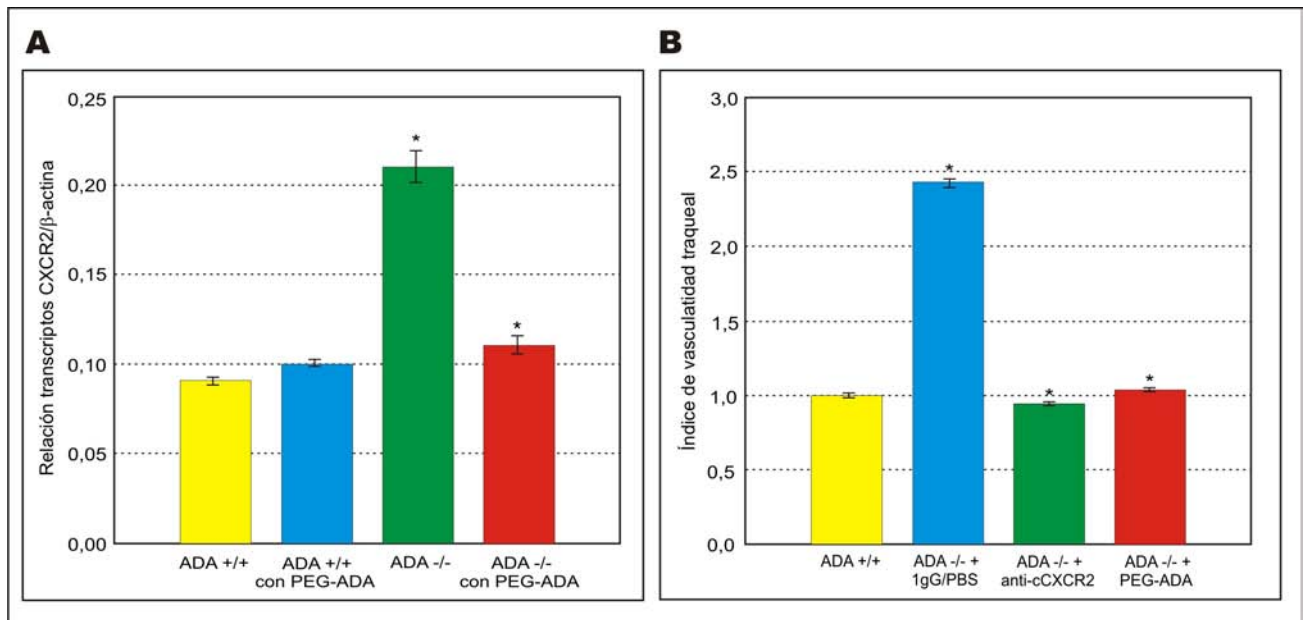 A
Relación transcriptos CXCR2/β-actina
0,25
0,20
0,15
0,10
0,05
0,00
*
*
ADA +/+
ADA +/+
con PEG-ADA
ADA -/-
ADA -/-
con PEG-ADA
B
Índice de vasculatidad traqueal
3,0
2,5
2,0
1,5
1,0
0,5
0,0
*
*
*
ADA +/+
ADA -/- +
1gG/PBS
ADA -/- +
anti-cCXCR2
ADA -/- +
PEG-ADA